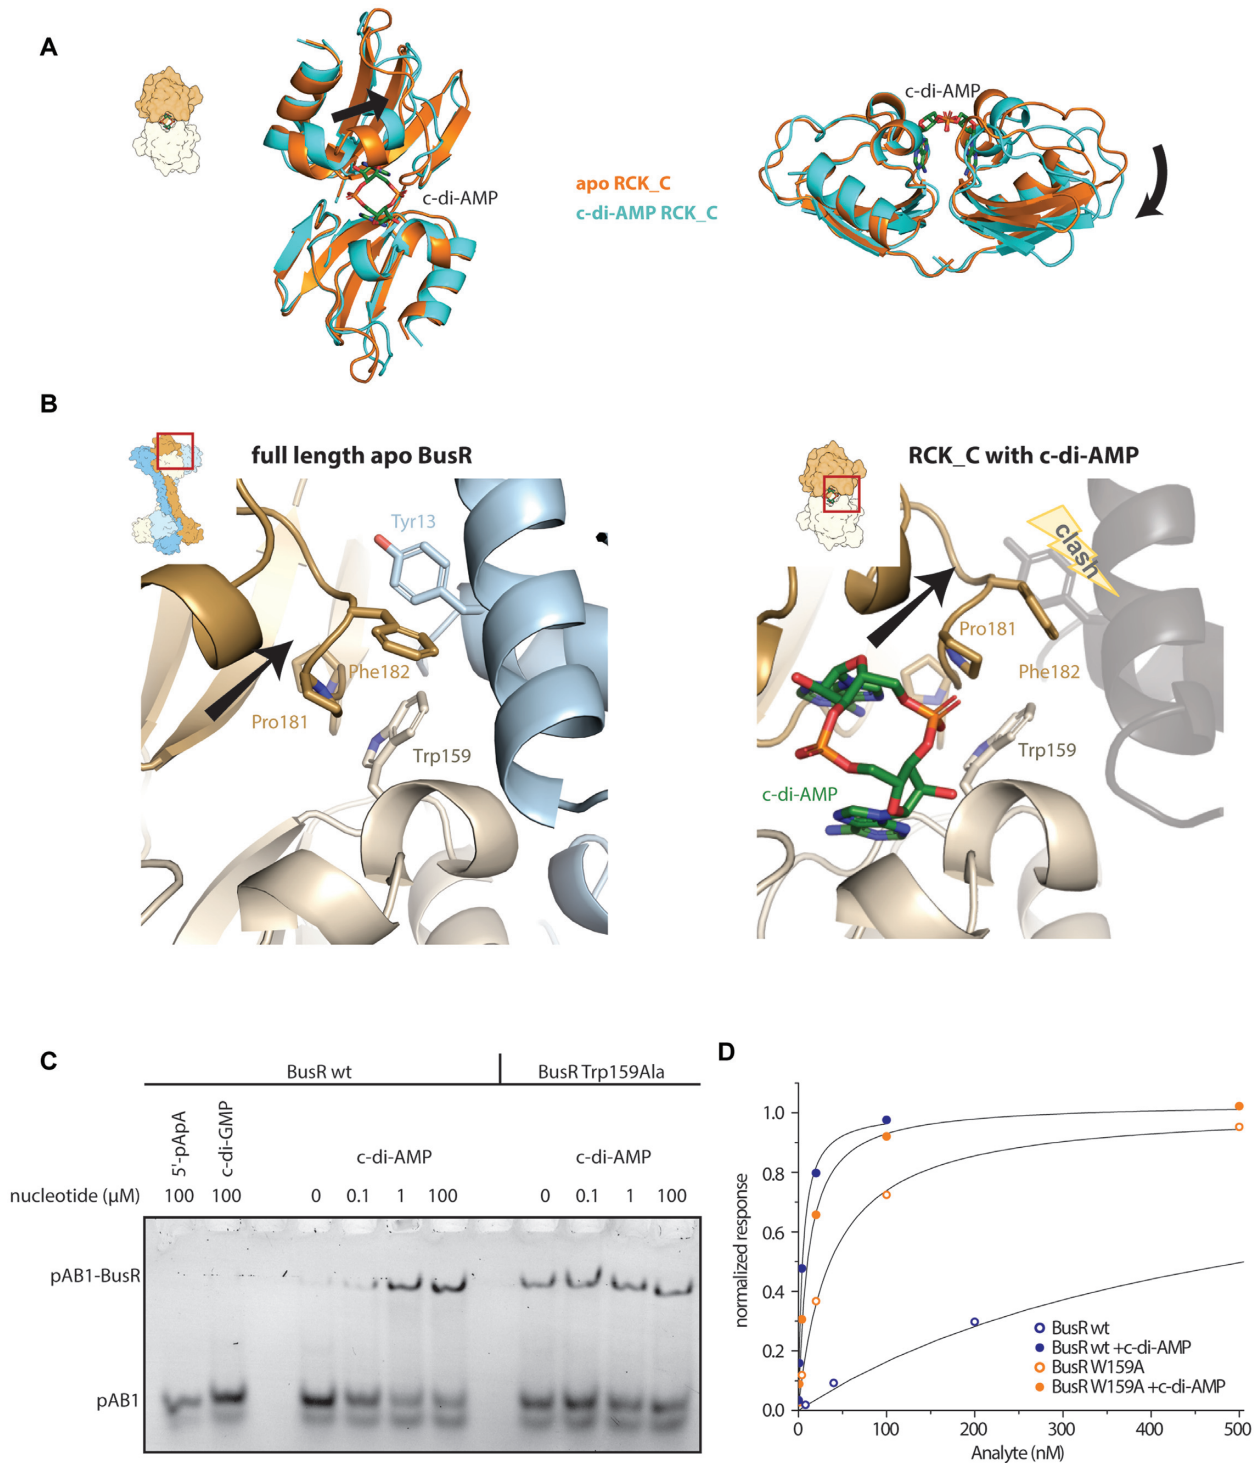 A
c-di-AMP
apo RCK_C
c-di-AMP RCK_C
c-di-AMP
B
full length apo BusR
Tyr13
Phe182
Pro181
Trp159
RCK_C with c-di-AMP
clash
Pro181
Phe182
Trp159
c-di-AMP
C
BusR wt
BusR Trp159Ala
5'-pApA
c-di-GMP
c-di-AMP
c-di-AMP
nucleotide (μM) 100 100 0 0.1 1 100 0 0.1 1 100
pAB1-BusR
pAB1
D
normalized response
1.0
0.8
0.6
0.4
0.2
0.0
BusR wt
BusR wt +c-di-AMP
BusR W159A
BusR W159A +c-di-AMP
0 100 200 300 400 500
Analyte (nM)